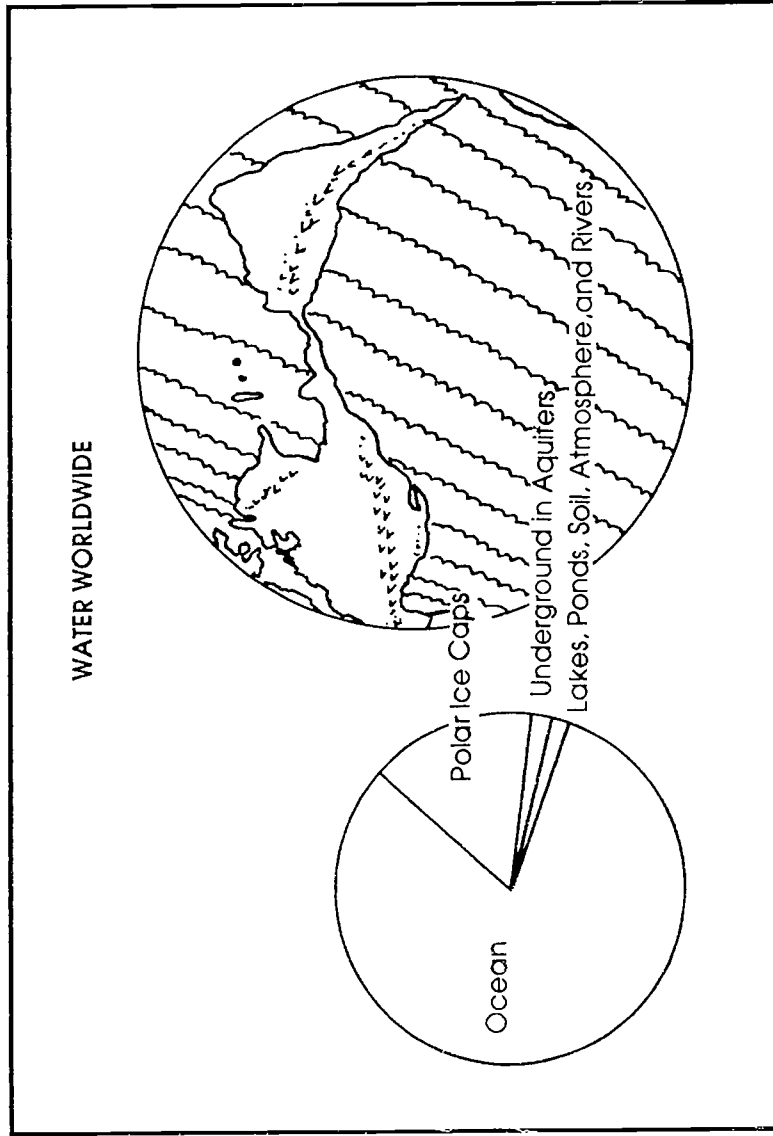 WATER WORLDWIDE
Polar Ice Caps
Underground in Aquifers
Lakes, Ponds, Soil, Atmosphere, and Rivers
Ocean